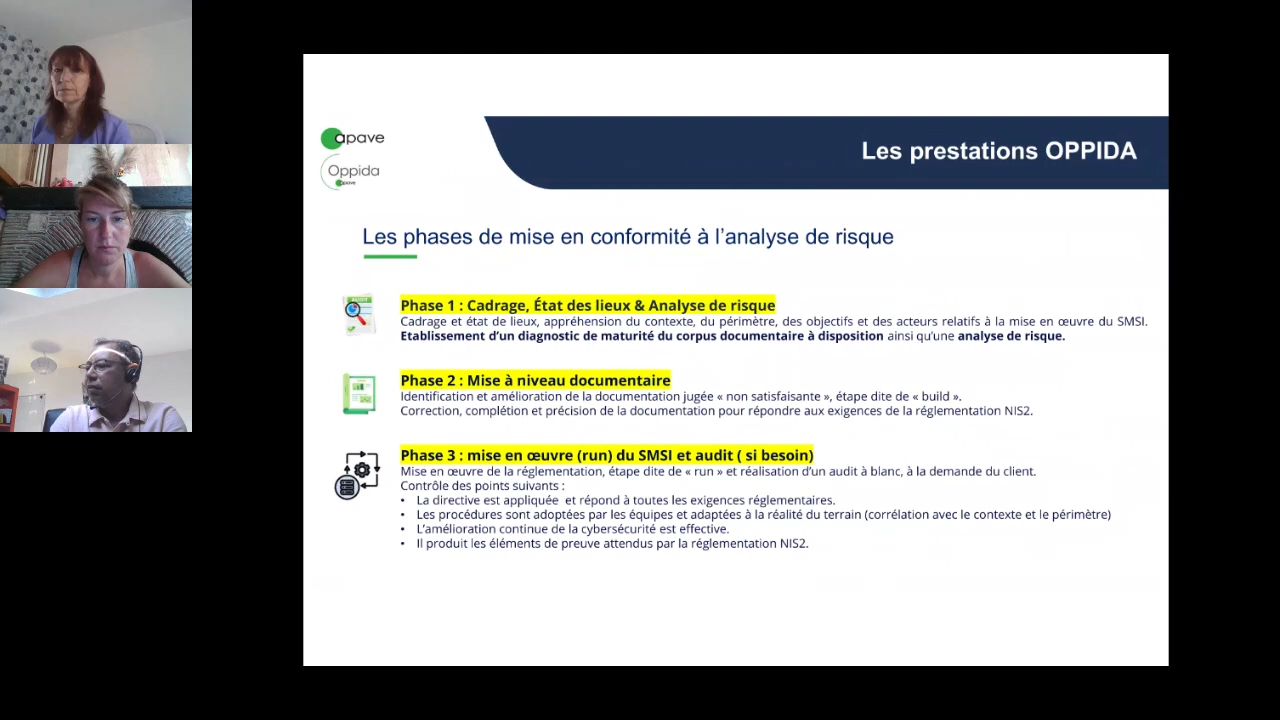 apave
Oppida
apave
Les prestations OPPIDA
Les phases de mise en conformité à l’analyse de risque
AUDIT
Phase 1 : Cadrage, État des lieux & Analyse de risque
Cadrage et état de lieux, appréhension du contexte, du périmètre, des objectifs et des acteurs relatifs à la mise en œuvre du SMSI.
Etablissement d’un diagnostic de maturité du corpus documentaire à disposition ainsi qu’une analyse de risque.
Phase 2 : Mise à niveau documentaire
Identification et amélioration de la documentation jugée « non satisfaisante », étape dite de « build ».
Correction, complétion et précision de la documentation pour répondre aux exigences de la réglementation NIS2.
Phase 3 : mise en œuvre (run) du SMSI et audit ( si besoin)
Mise en œuvre de la réglementation, étape dite de « run » et réalisation d’un audit à blanc, à la demande du client.
Contrôle des points suivants :
• La directive est appliquée  et répond à toutes les exigences réglementaires.
• Les procédures sont adoptées par les équipes et adaptées à la réalité du terrain (corrélation avec le contexte et le périmètre)
• L’amélioration continue de la cybersécurité est effective.
• Il produit les éléments de preuve attendus par la réglementation NIS2.